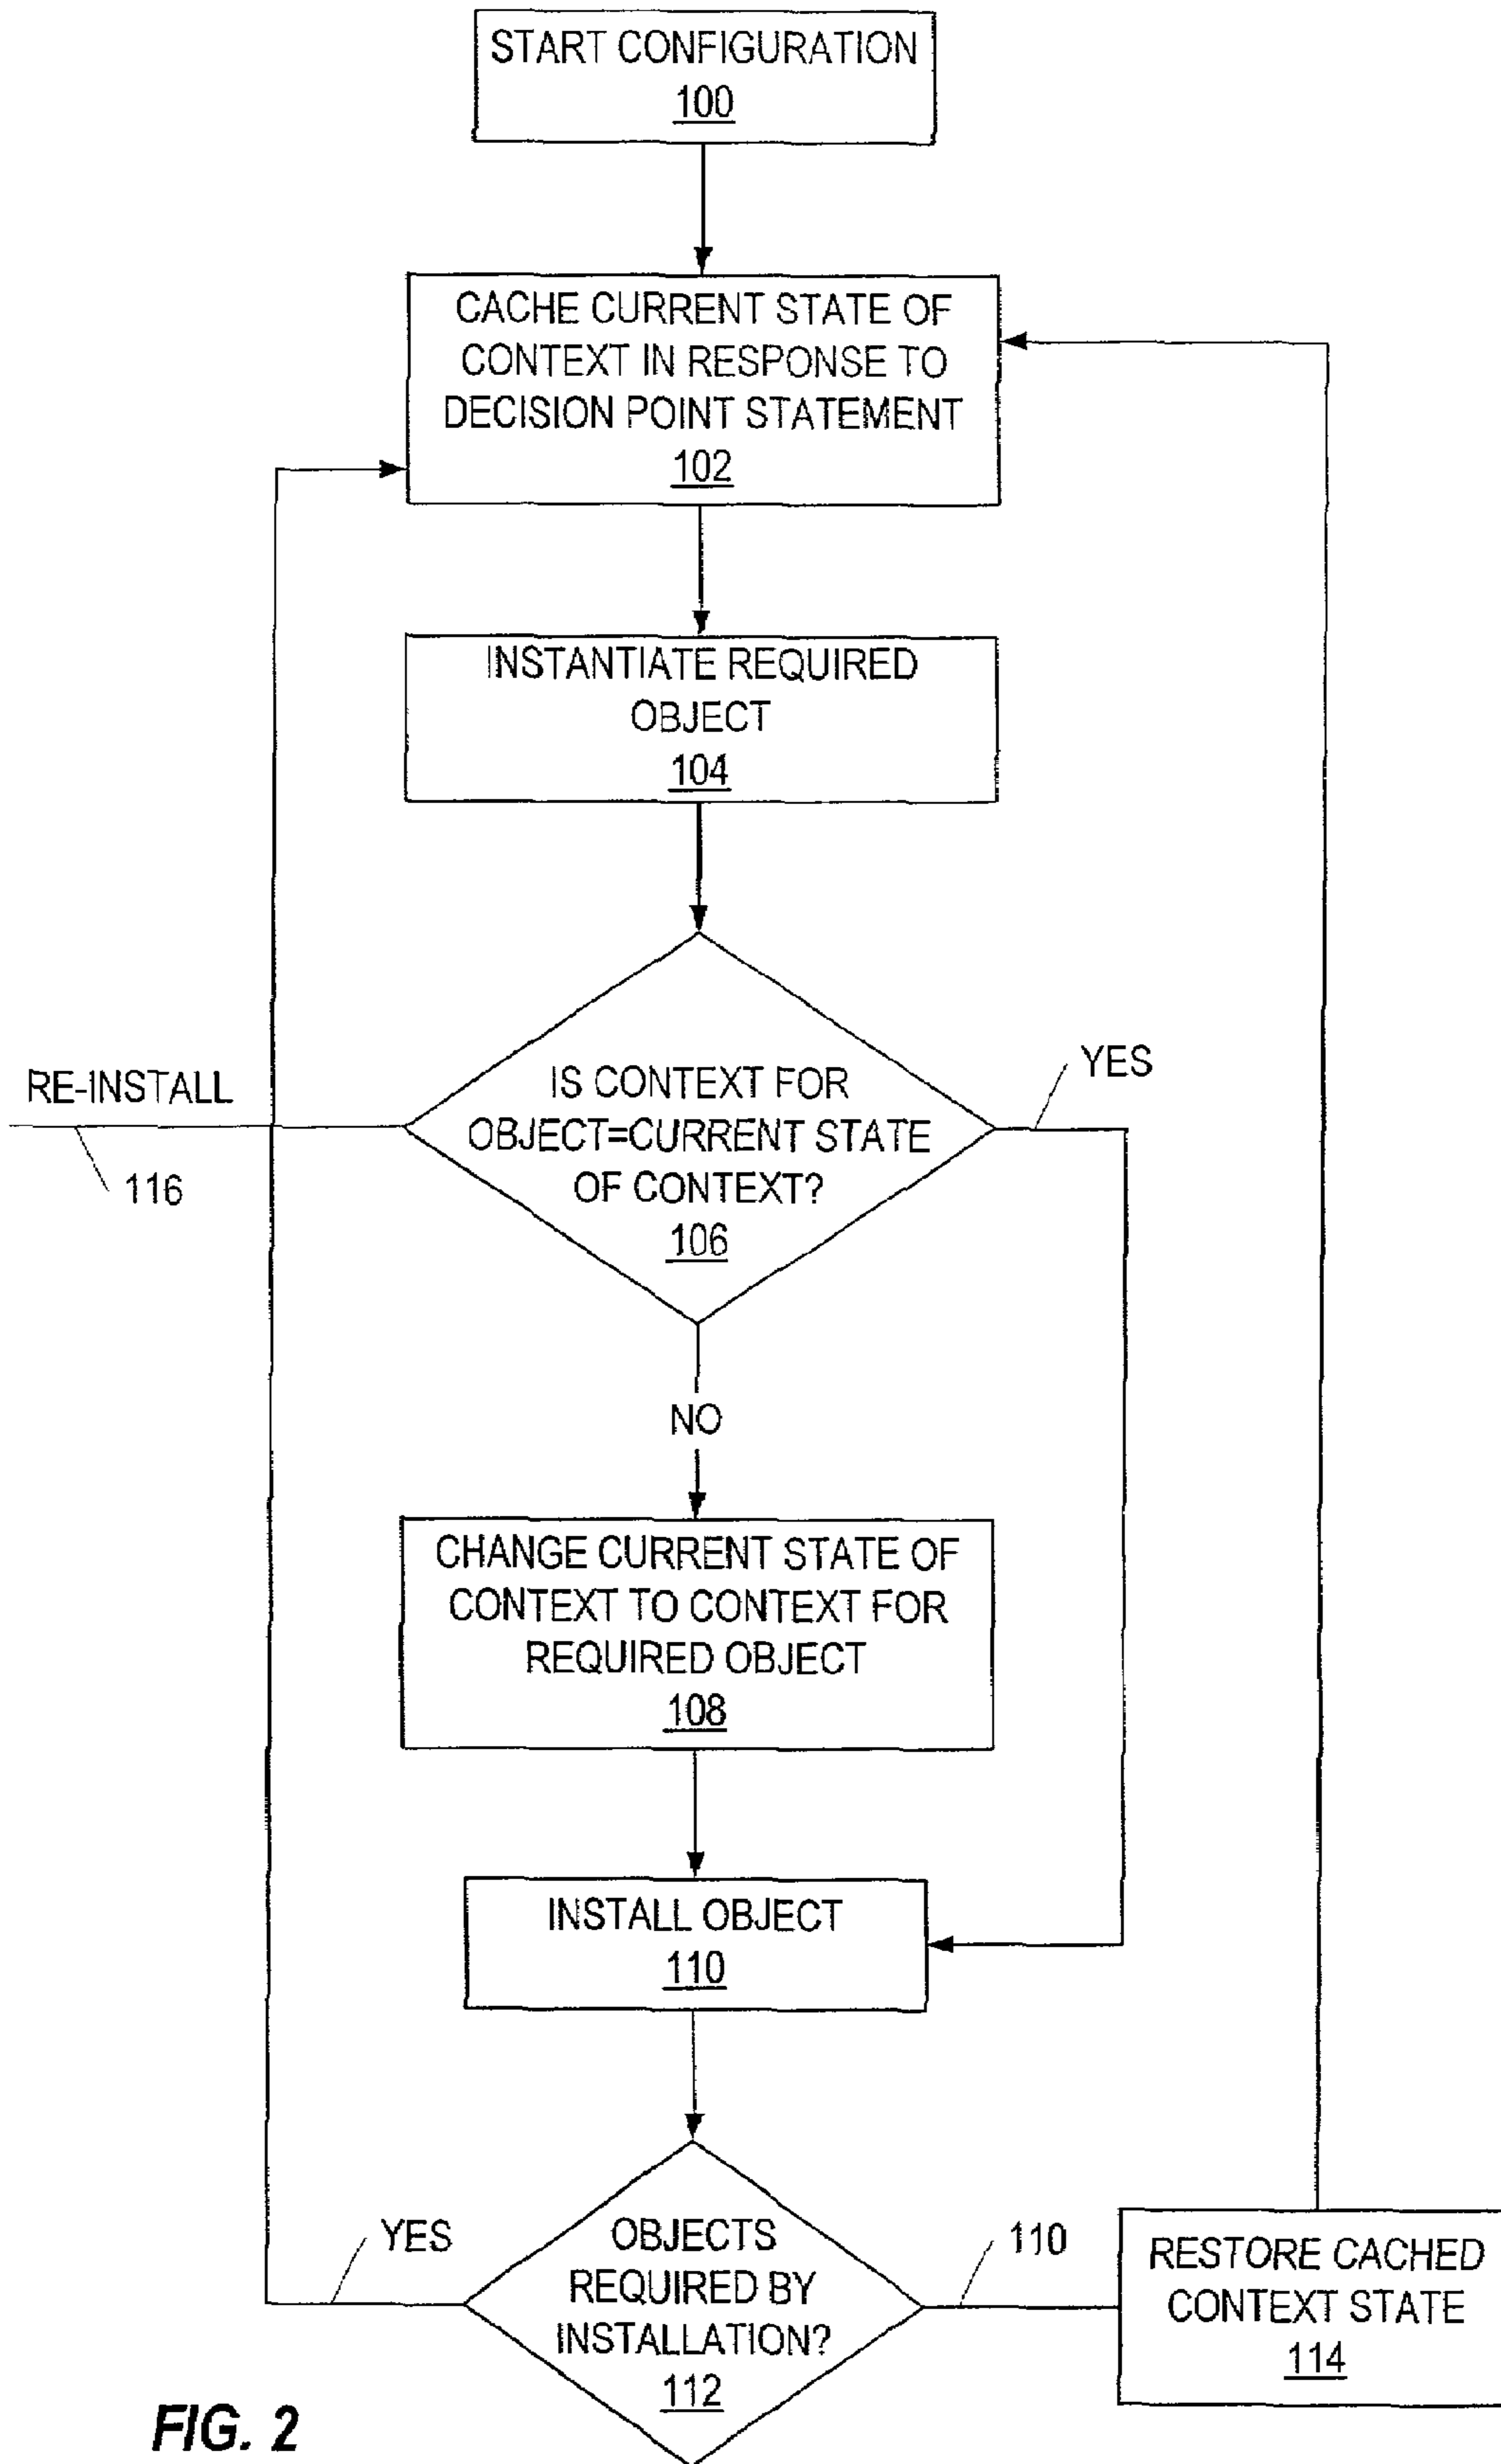 START CONFIGURATION
100
CACHE CURRENT STATE OF
CONTEXT IN RESPONSE TO
DECISION POINT STATEMENT
102
INSTANTIATE REQUIRED
OBJECT
104
RE-INSTALL
116
IS CONTEXT FOR
OBJECT=CURRENT STATE
OF CONTEXT?
106
YES
NO
CHANGE CURRENT STATE OF
CONTEXT TO CONTEXT FOR
REQUIRED OBJECT
108
INSTALL OBJECT
110
YES
OBJECTS
REQUIRED BY
INSTALLATION?
112
110
RESTORE CACHED
CONTEXT STATE
114
FIG. 2